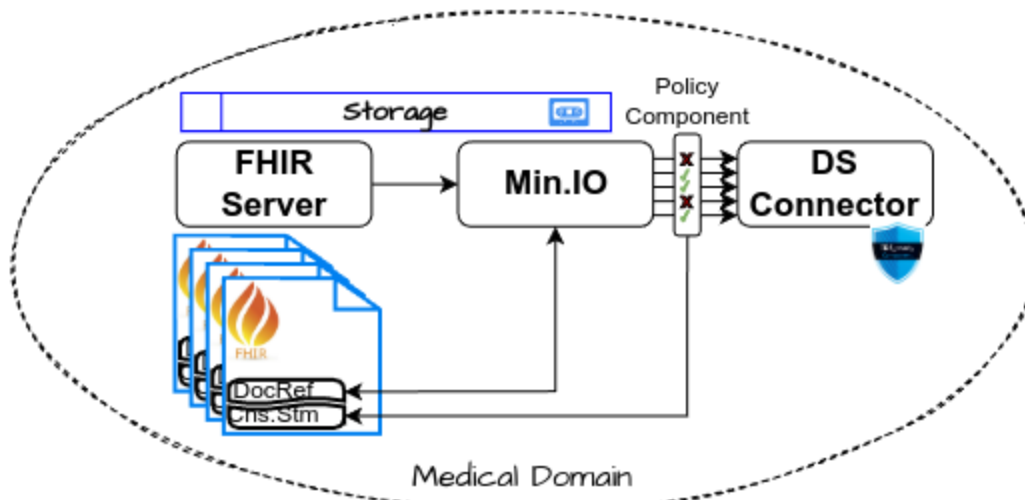 Policy
Component
Storage
FHIR
Server
Min.IO
DS
Connector
FHIR
DocRef
Cns.Stm
Medical Domain